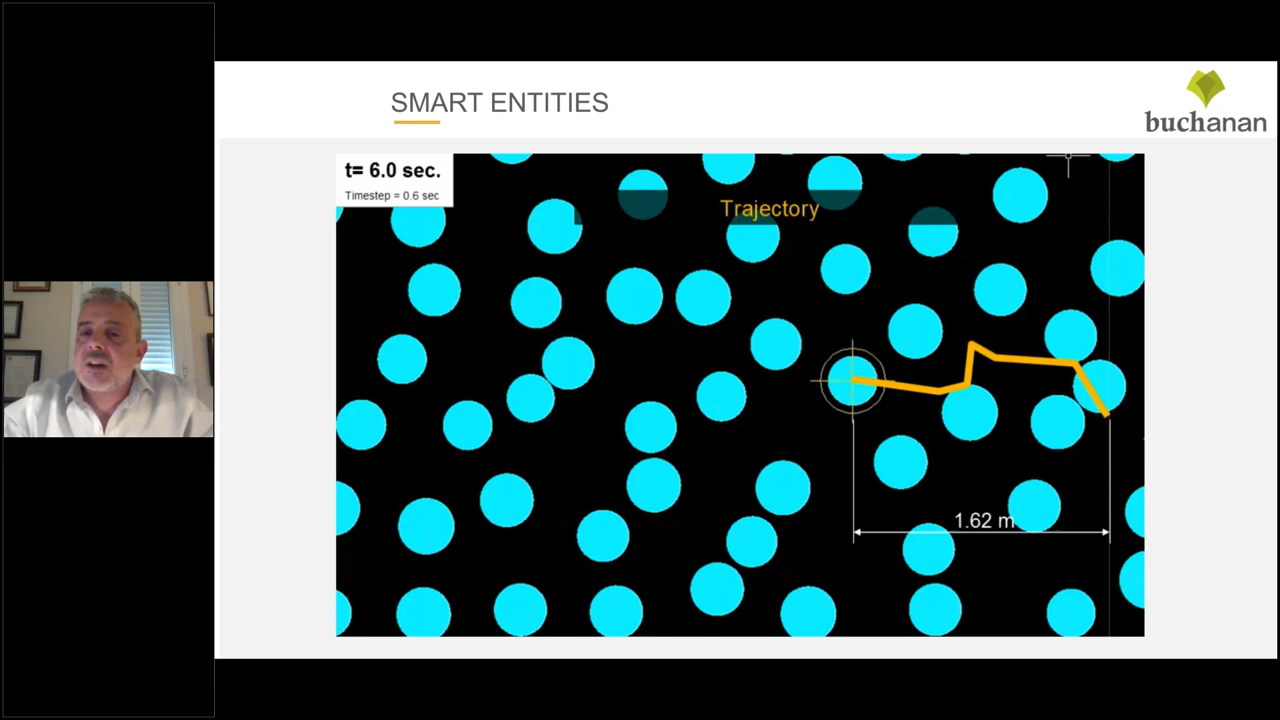 SMART ENTITIES
buchanan
t= 6.0 sec.
Timestep = 0.6 sec
Trajectory
1.62 m